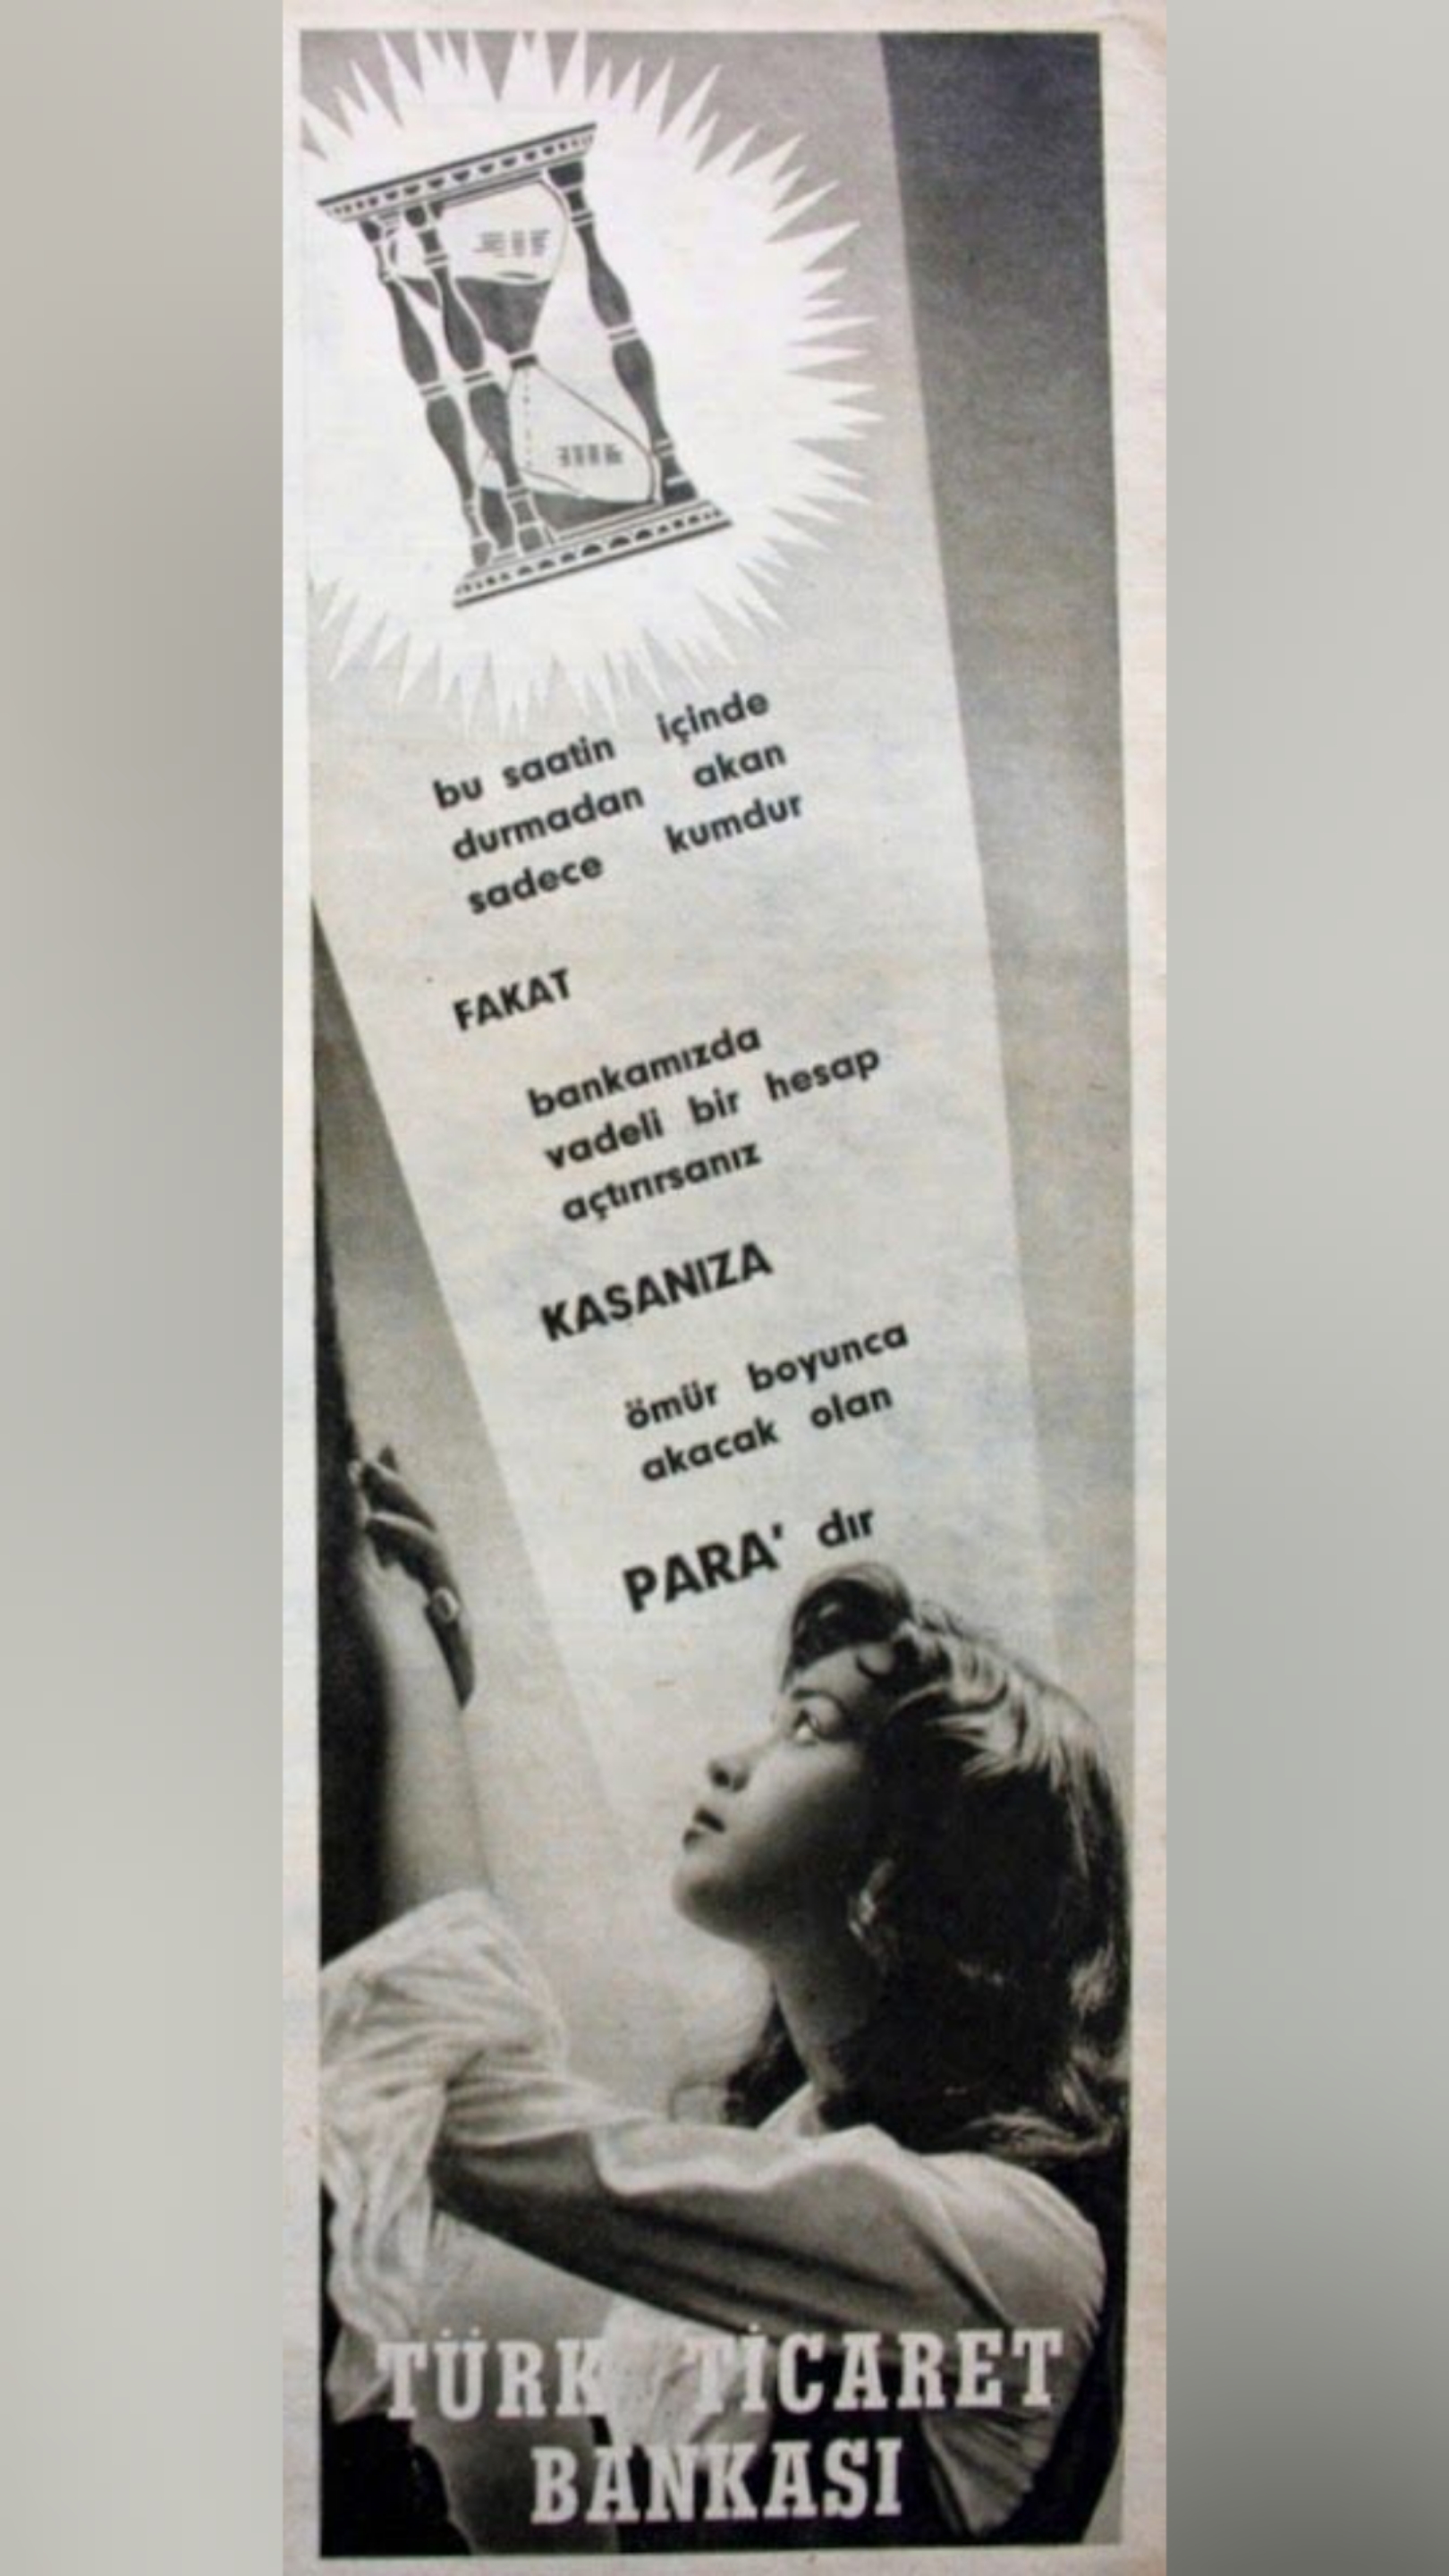 bu saatin içinde
durmadan akan
sadece kumdur
FAKAT
bankamızda
vadeli bir hesap
açtırırsanız
KASANIZA
ömür boyunca
akacak olan
PARA' dır
TÜRK TİCARET
BANKASI